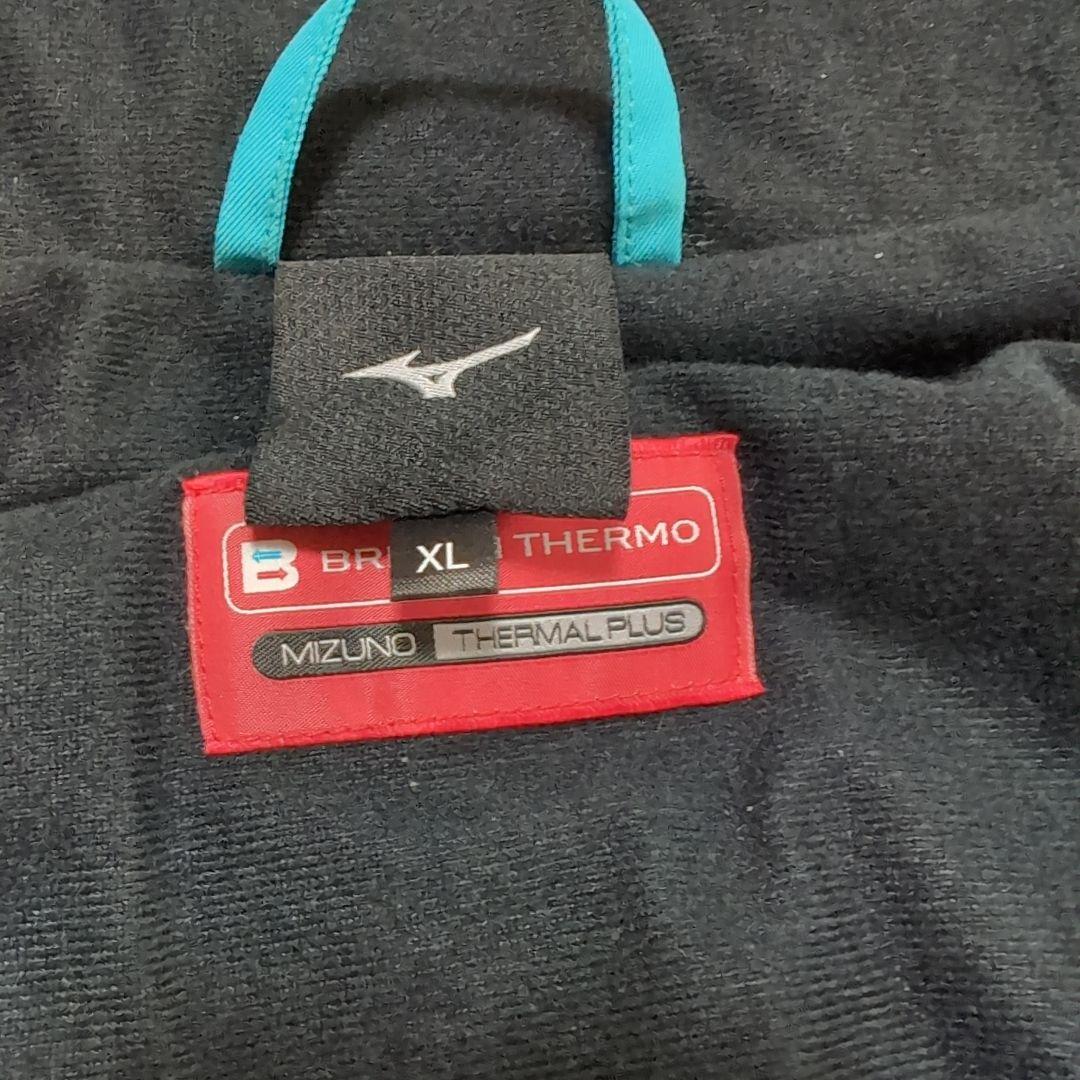 XL
B BR THERMO
MIZUNO THERMAL PLUS